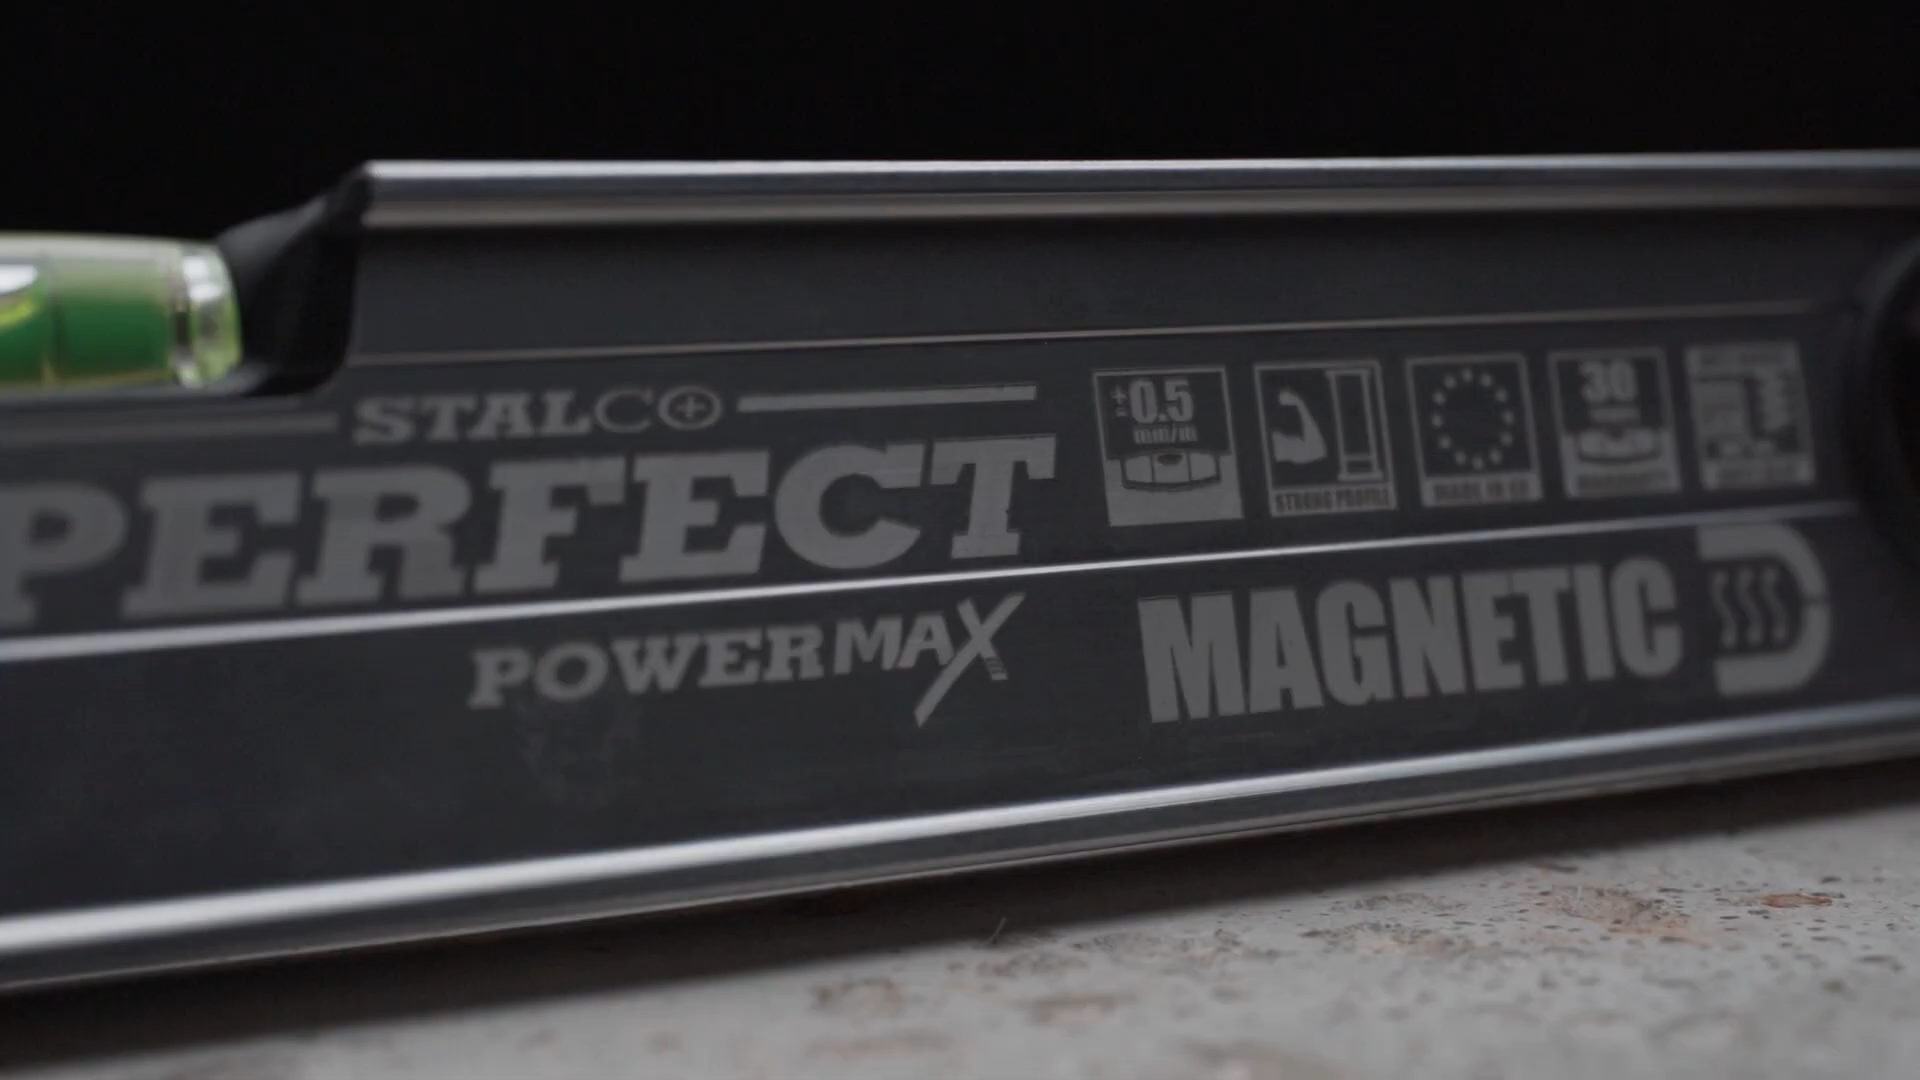 STALCO
PERFECT
POWERMAX
± 0.5
mm/m
STRONG PROFILE
MADE IN EU
30
MAGNETIC